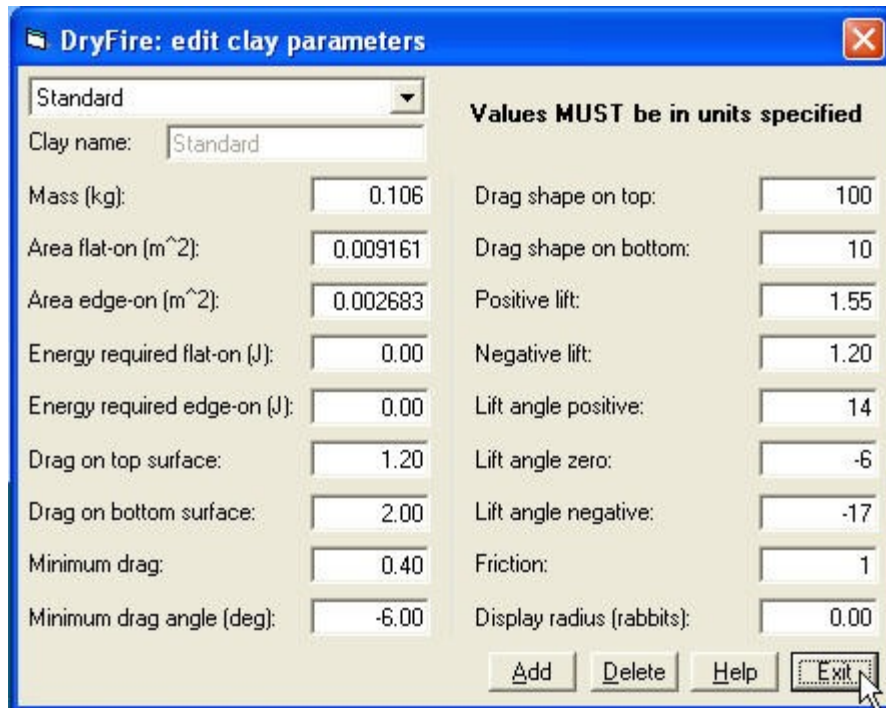 DryFire: edit clay parameters
Standard
Values MUST be in units specified
Clay name: Standard
Mass (kg): 0.106
Area flat-on (m^2): 0.009161
Area edge-on (m^2): 0.002683
Energy required flat-on (J): 0.00
Energy required edge-on (J): 0.00
Drag on top surface: 1.20
Drag on bottom surface: 2.00
Minimum drag: 0.40
Minimum drag angle (deg): -6.00
Drag shape on top: 100
Drag shape on bottom: 10
Positive lift: 1.55
Negative lift: 1.20
Lift angle positive: 14
Lift angle zero: -6
Lift angle negative: -17
Friction: 1
Display radius (rabbits): 0.00
Add Delete Help Exit